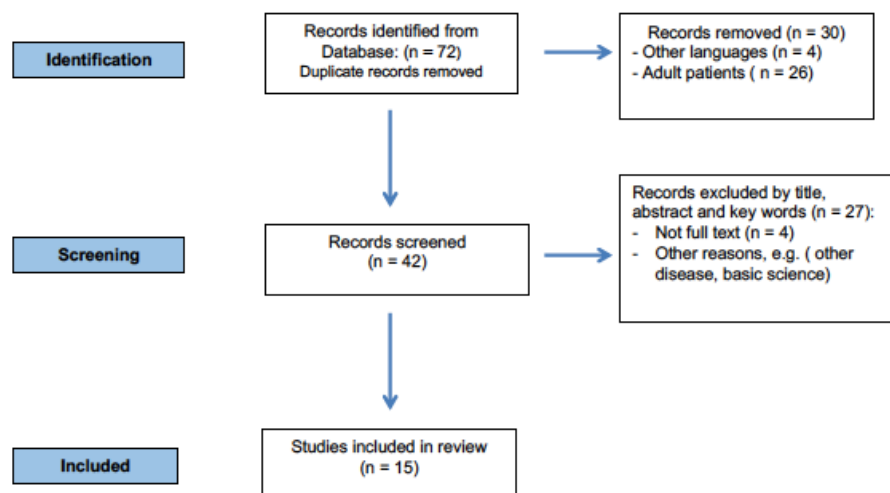 Identification
Records identified from
Database: (n = 72)
Duplicate records removed
Records removed (n = 30)
- Other languages (n = 4)
- Adult patients ( n = 26)
Screening
Records screened
(n = 42)
Records excluded by title,
abstract and key words (n = 27):
- Not full text (n = 4)
- Other reasons, e.g. ( other
disease, basic science)
Included
Studies included in review
(n = 15)